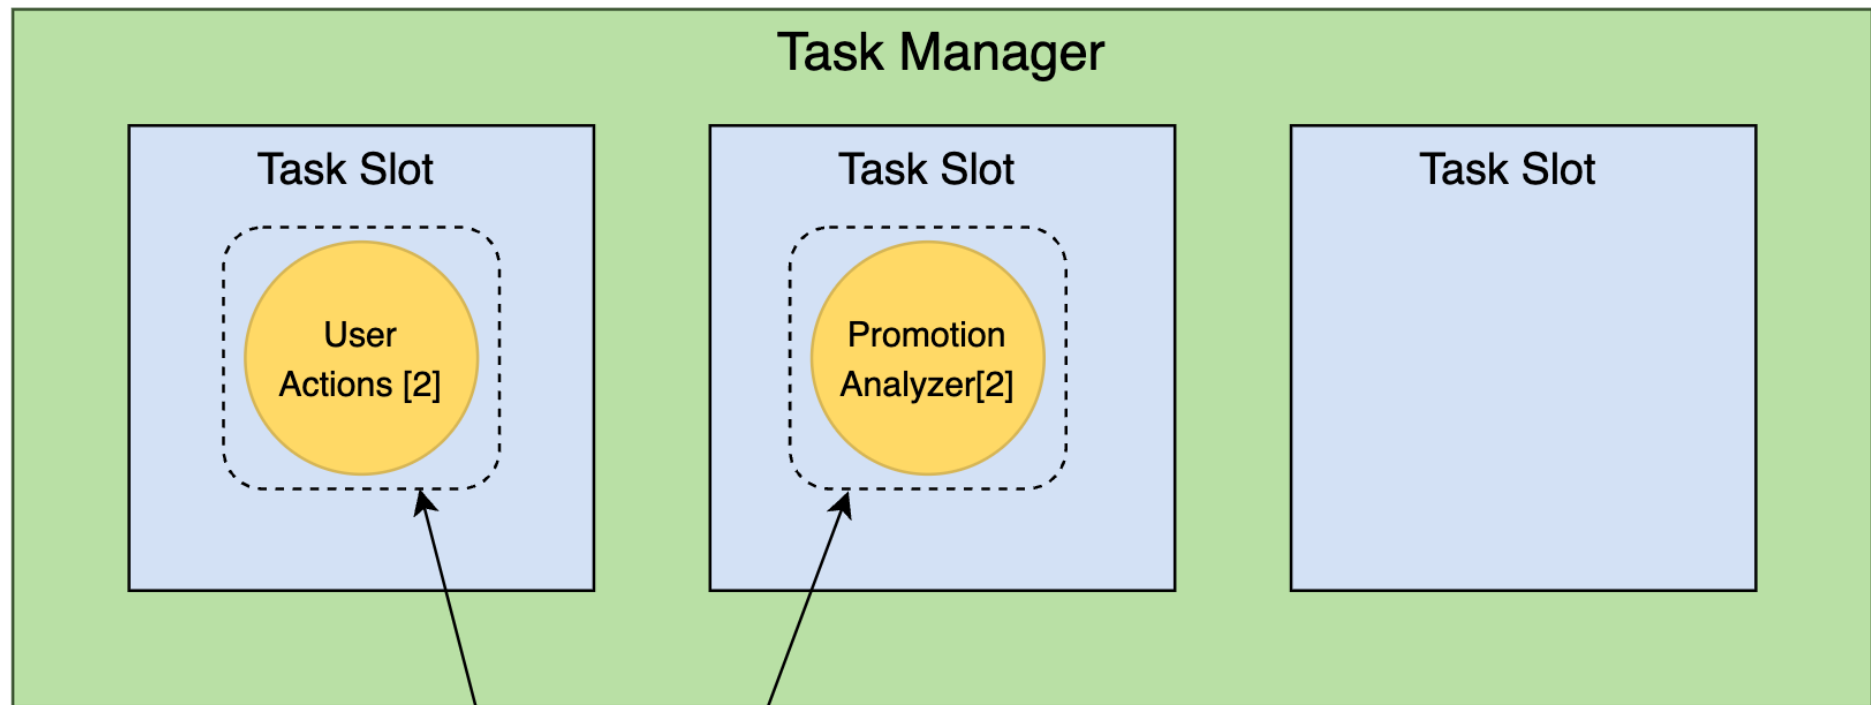 Task Manager
Task Slot
User
Actions [2]
Task Slot
Promotion
Analyzer[2]
Task Slot